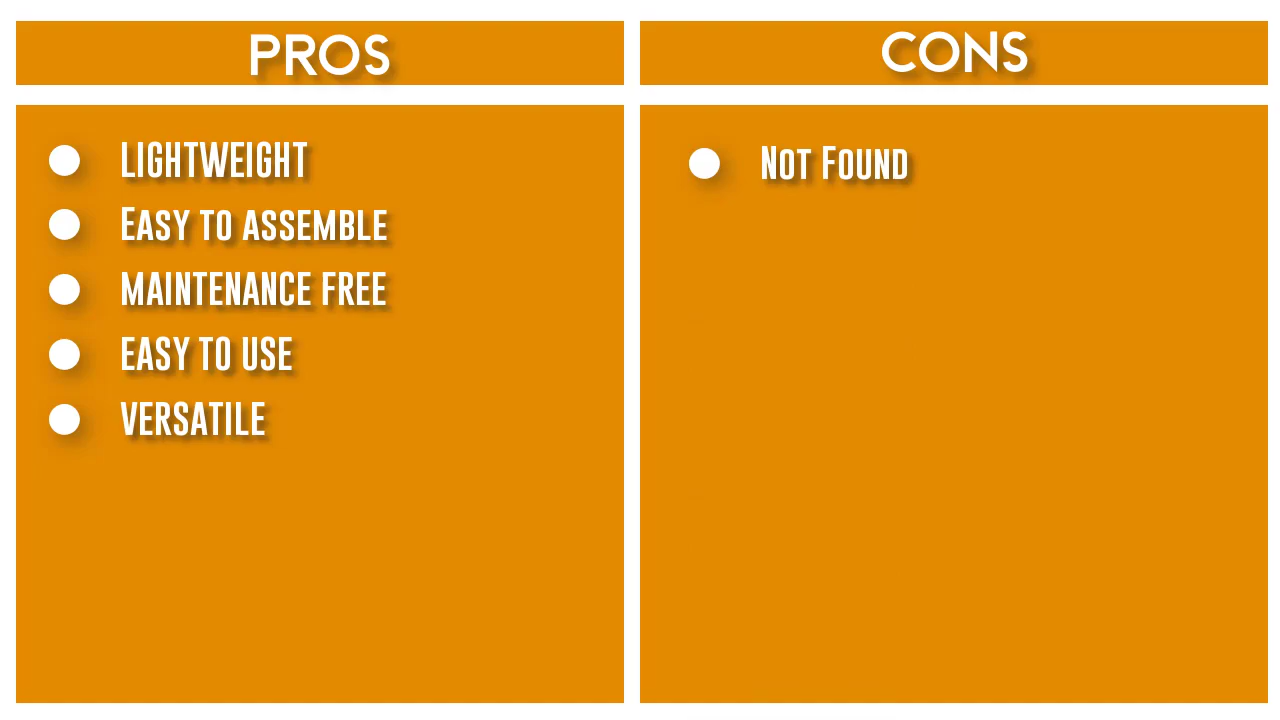 PROS
LIGHTWEIGHT
EASY TO ASSEMBLE
MAINTENANCE FREE
EASY TO USE
VERSATILE
CONS
NOT FOUND